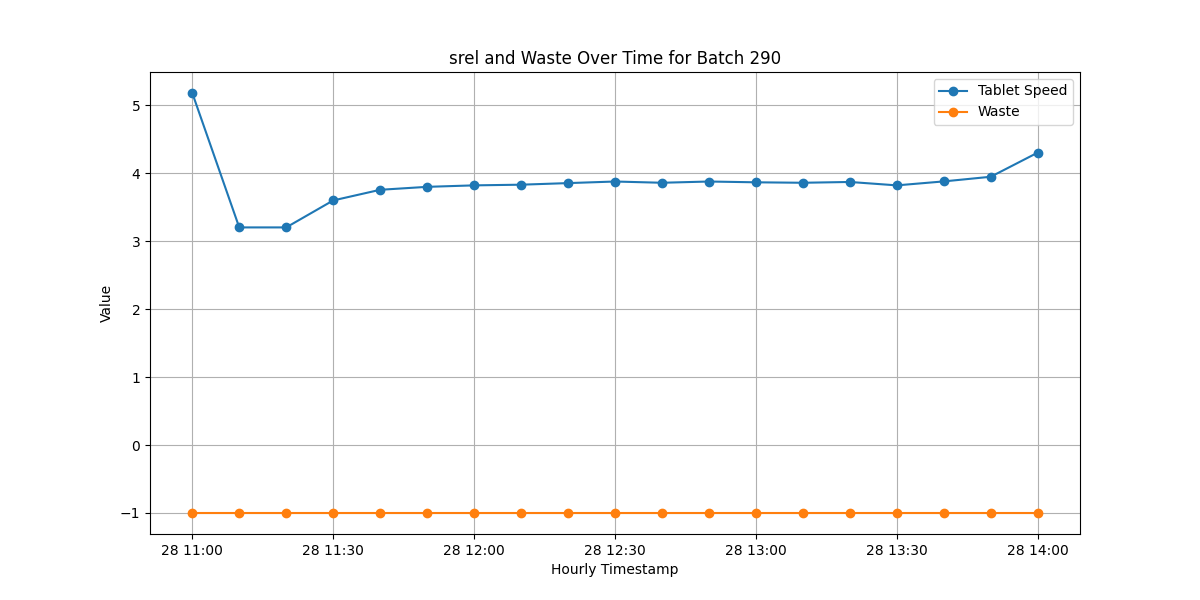 srel and Waste Over Time for Batch 290
Tablet Speed
Waste
5
4
3
2
1
0
−1
Value
28 11:00 28 11:30 28 12:00 28 12:30 28 13:00 28 13:30 28 14:00
Hourly Timestamp